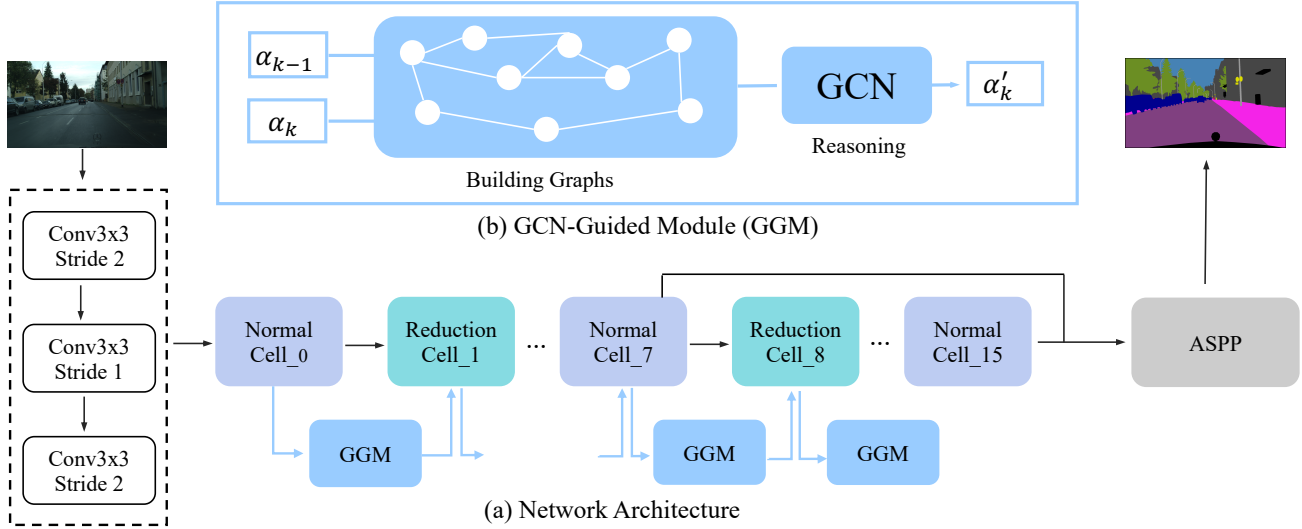 α_{k-1}
α_k
GCN
α'_k
Reasoning
Building Graphs
(b) GCN-Guided Module (GGM)
Conv3x3
Stride 2
Conv3x3
Stride 1
Conv3x3
Stride 2
Normal
Cell_0
Reduction
Cell_1
...
Normal
Cell_7
Reduction
Cell_8
...
Normal
Cell_15
ASPP
GGM
GGM
GGM
(a) Network Architecture